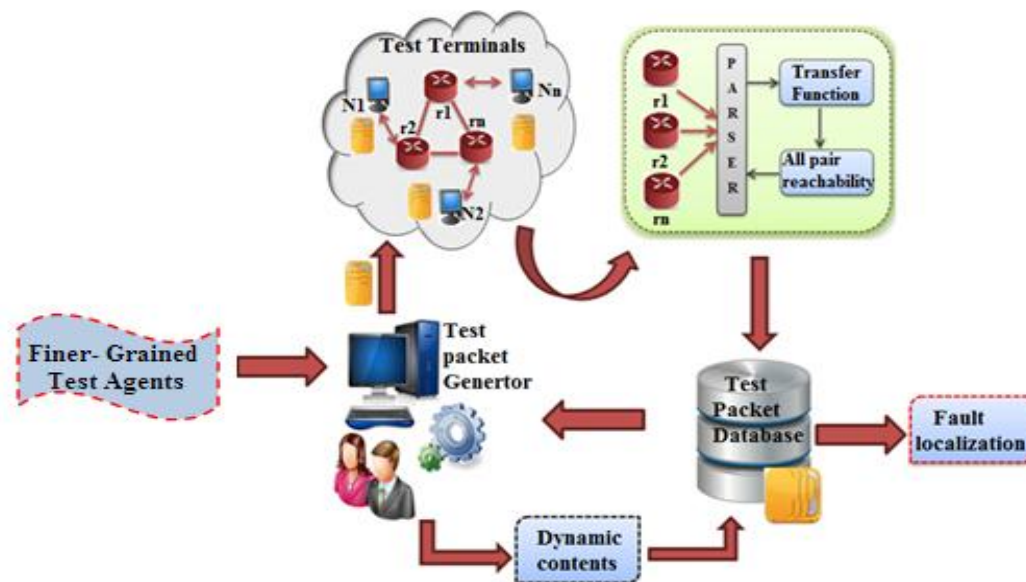 Test Terminals
N1
Nn
r1
r2
rn
N2
r1
r2
rn
P
A
R
S
E
R
Transfer
Function
All pair
reachability
Finer- Grained
Test Agents
Test
packet
Genertor
Test
Packet
Database
Fault
localization
Dynamic
contents